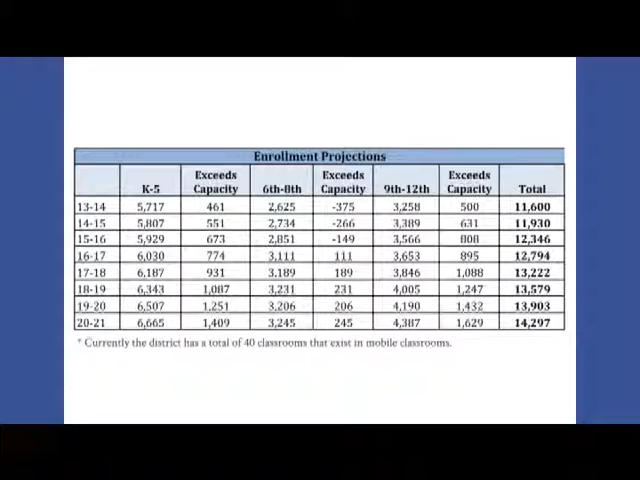 Enrollment Projections
K-5 Exceeds Capacity 6th-8th Exceeds Capacity 9th-12th Exceeds Capacity Total
13-14 5,717 461 2,625 -375 3,258 500 11,600
14-15 5,807 551 2,734 -266 3,389 631 11,930
15-16 5,929 673 2,851 -149 3,566 808 12,346
16-17 6,030 774 3,111 111 3,653 895 12,794
17-18 6,187 931 3,189 189 3,846 1,088 13,222
18-19 6,343 1,087 3,231 231 4,005 1,247 13,579
19-20 6,507 1,251 3,206 206 4,190 1,432 13,903
20-21 6,665 1,409 3,245 245 4,387 1,629 14,297
* Currently the district has a total of 40 classrooms that exist in mobile classrooms.